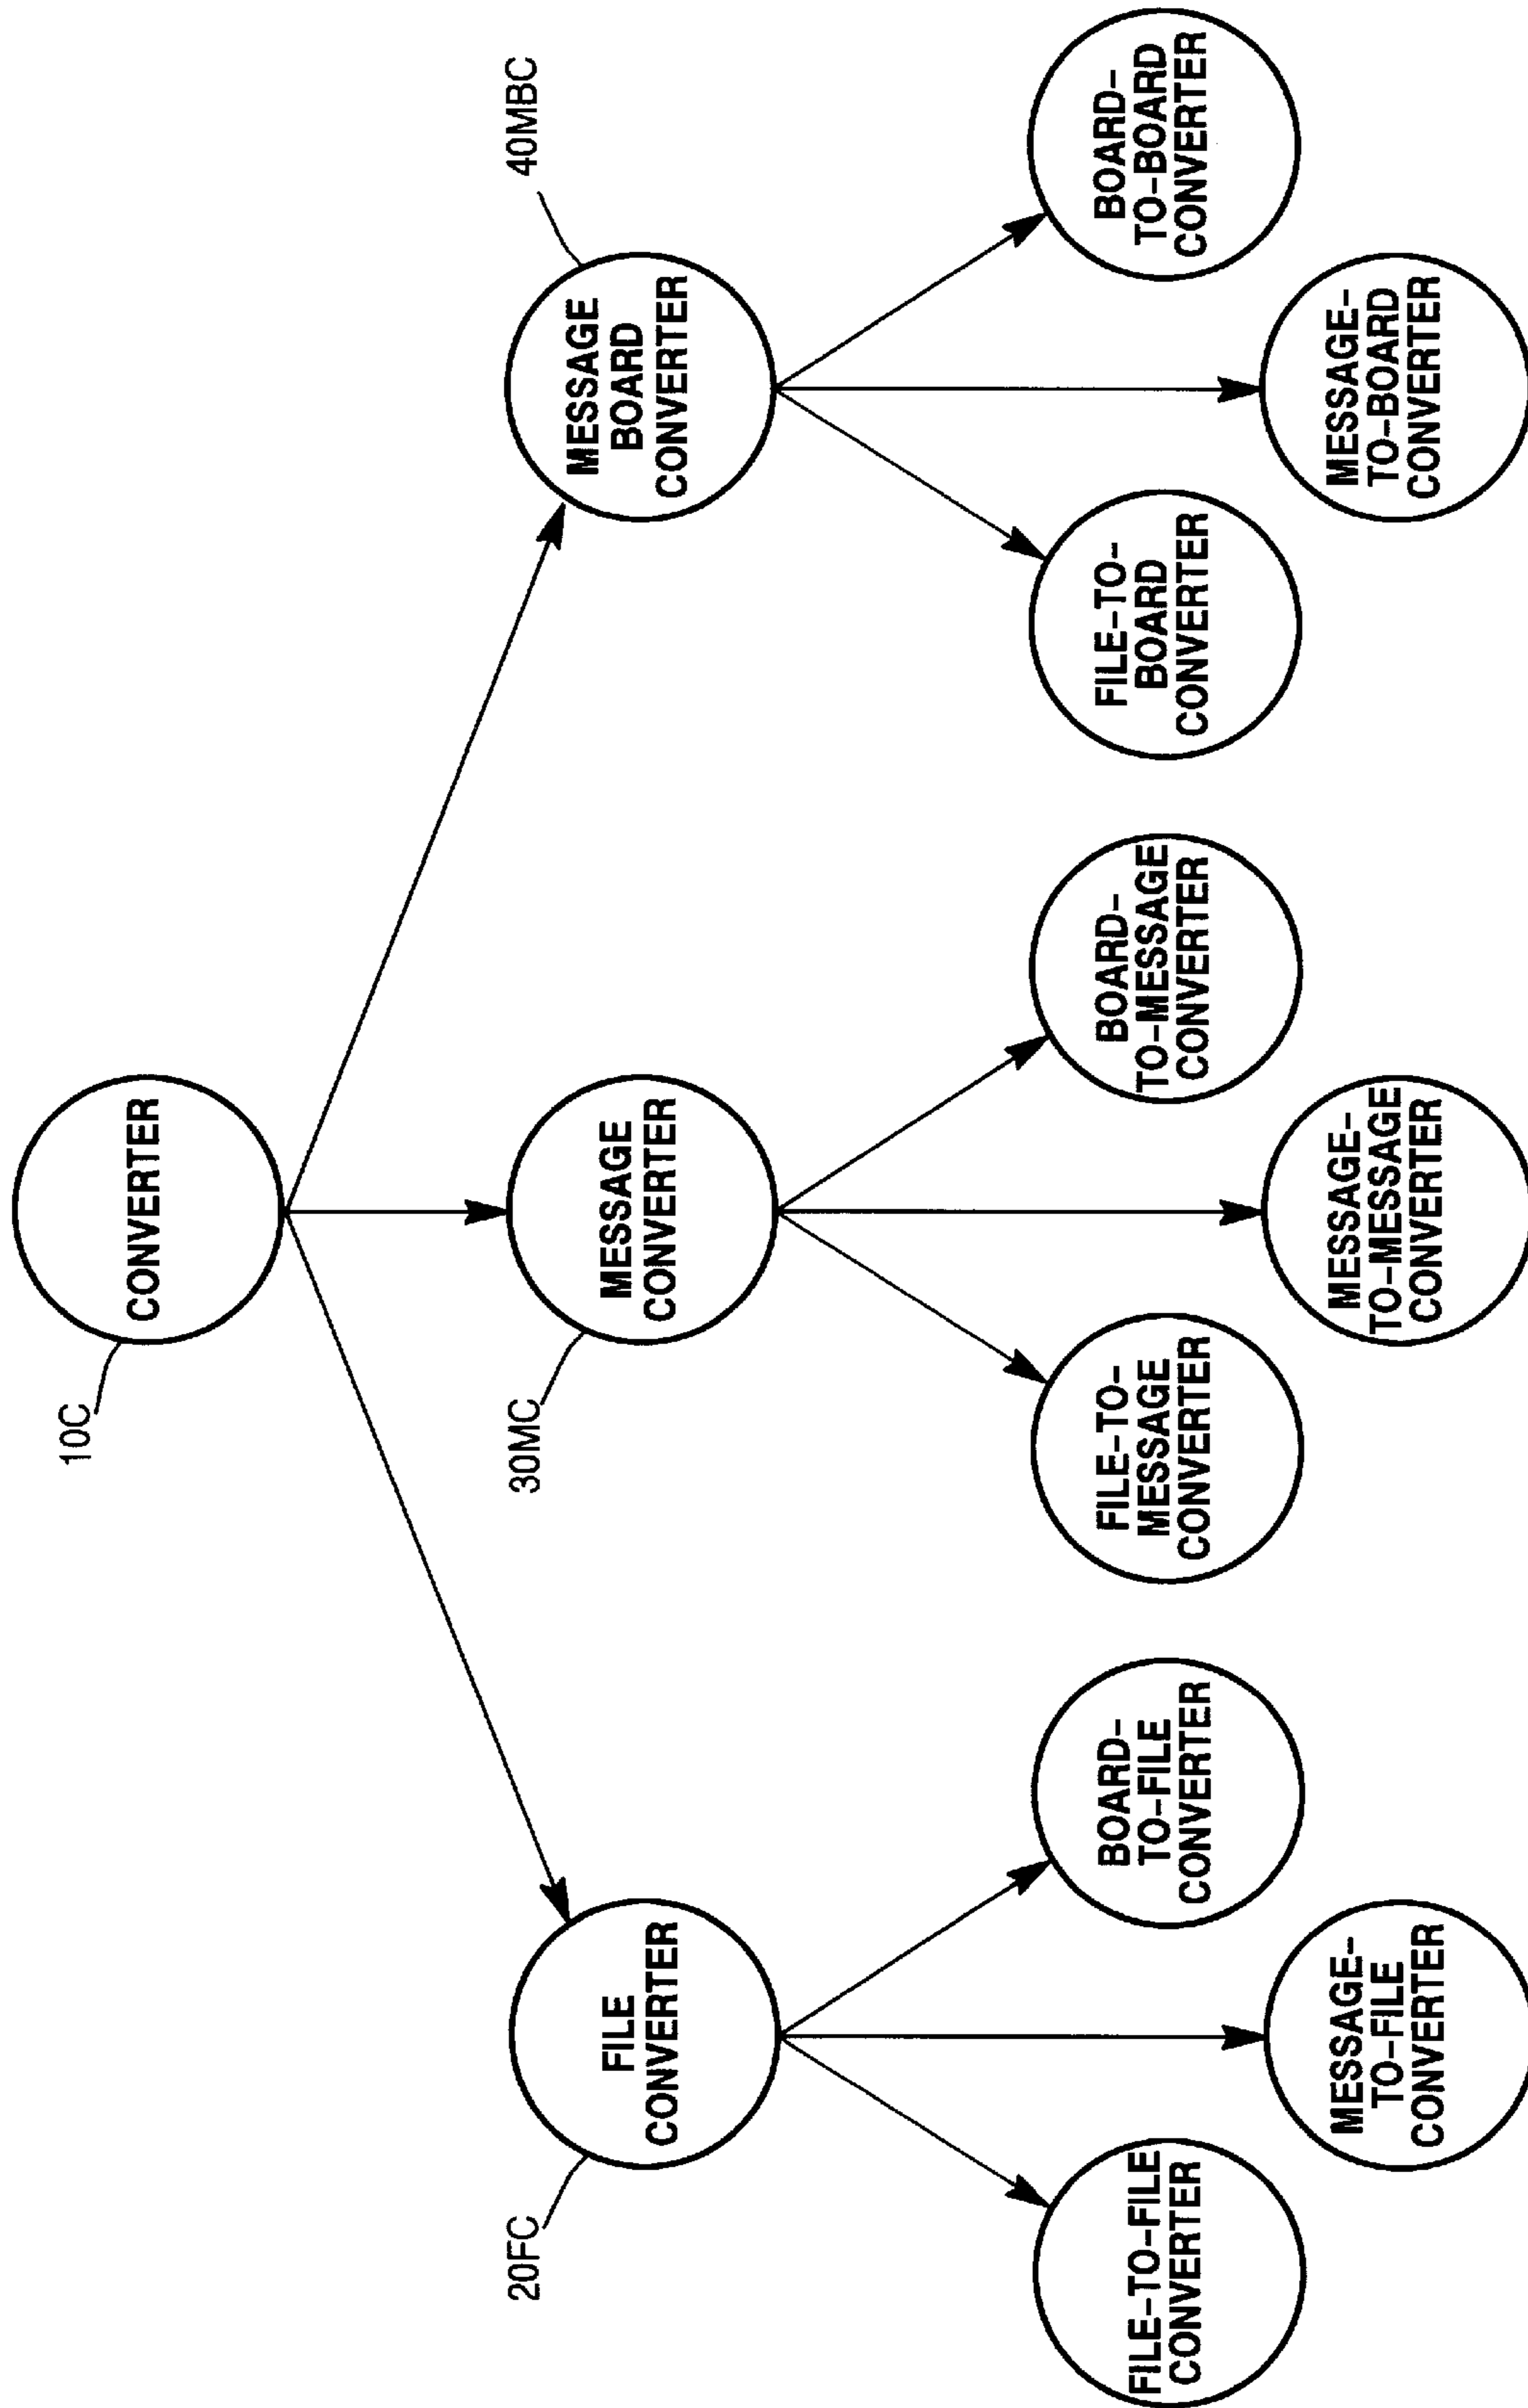 10C
CONVERTER
20FC
FILE
CONVERTER
30MC
MESSAGE
CONVERTER
40MBC
MESSAGE
BOARD
CONVERTER
FILE-TO-FILE
CONVERTER
MESSAGE-
TO-FILE
CONVERTER
BOARD-
TO-FILE
CONVERTER
FILE-TO-
MESSAGE
CONVERTER
MESSAGE-
TO-MESSAGE
CONVERTER
BOARD-
TO-MESSAGE
CONVERTER
FILE-TO-
BOARD
CONVERTER
MESSAGE-
TO-BOARD
CONVERTER
BOARD-
TO-BOARD
CONVERTER